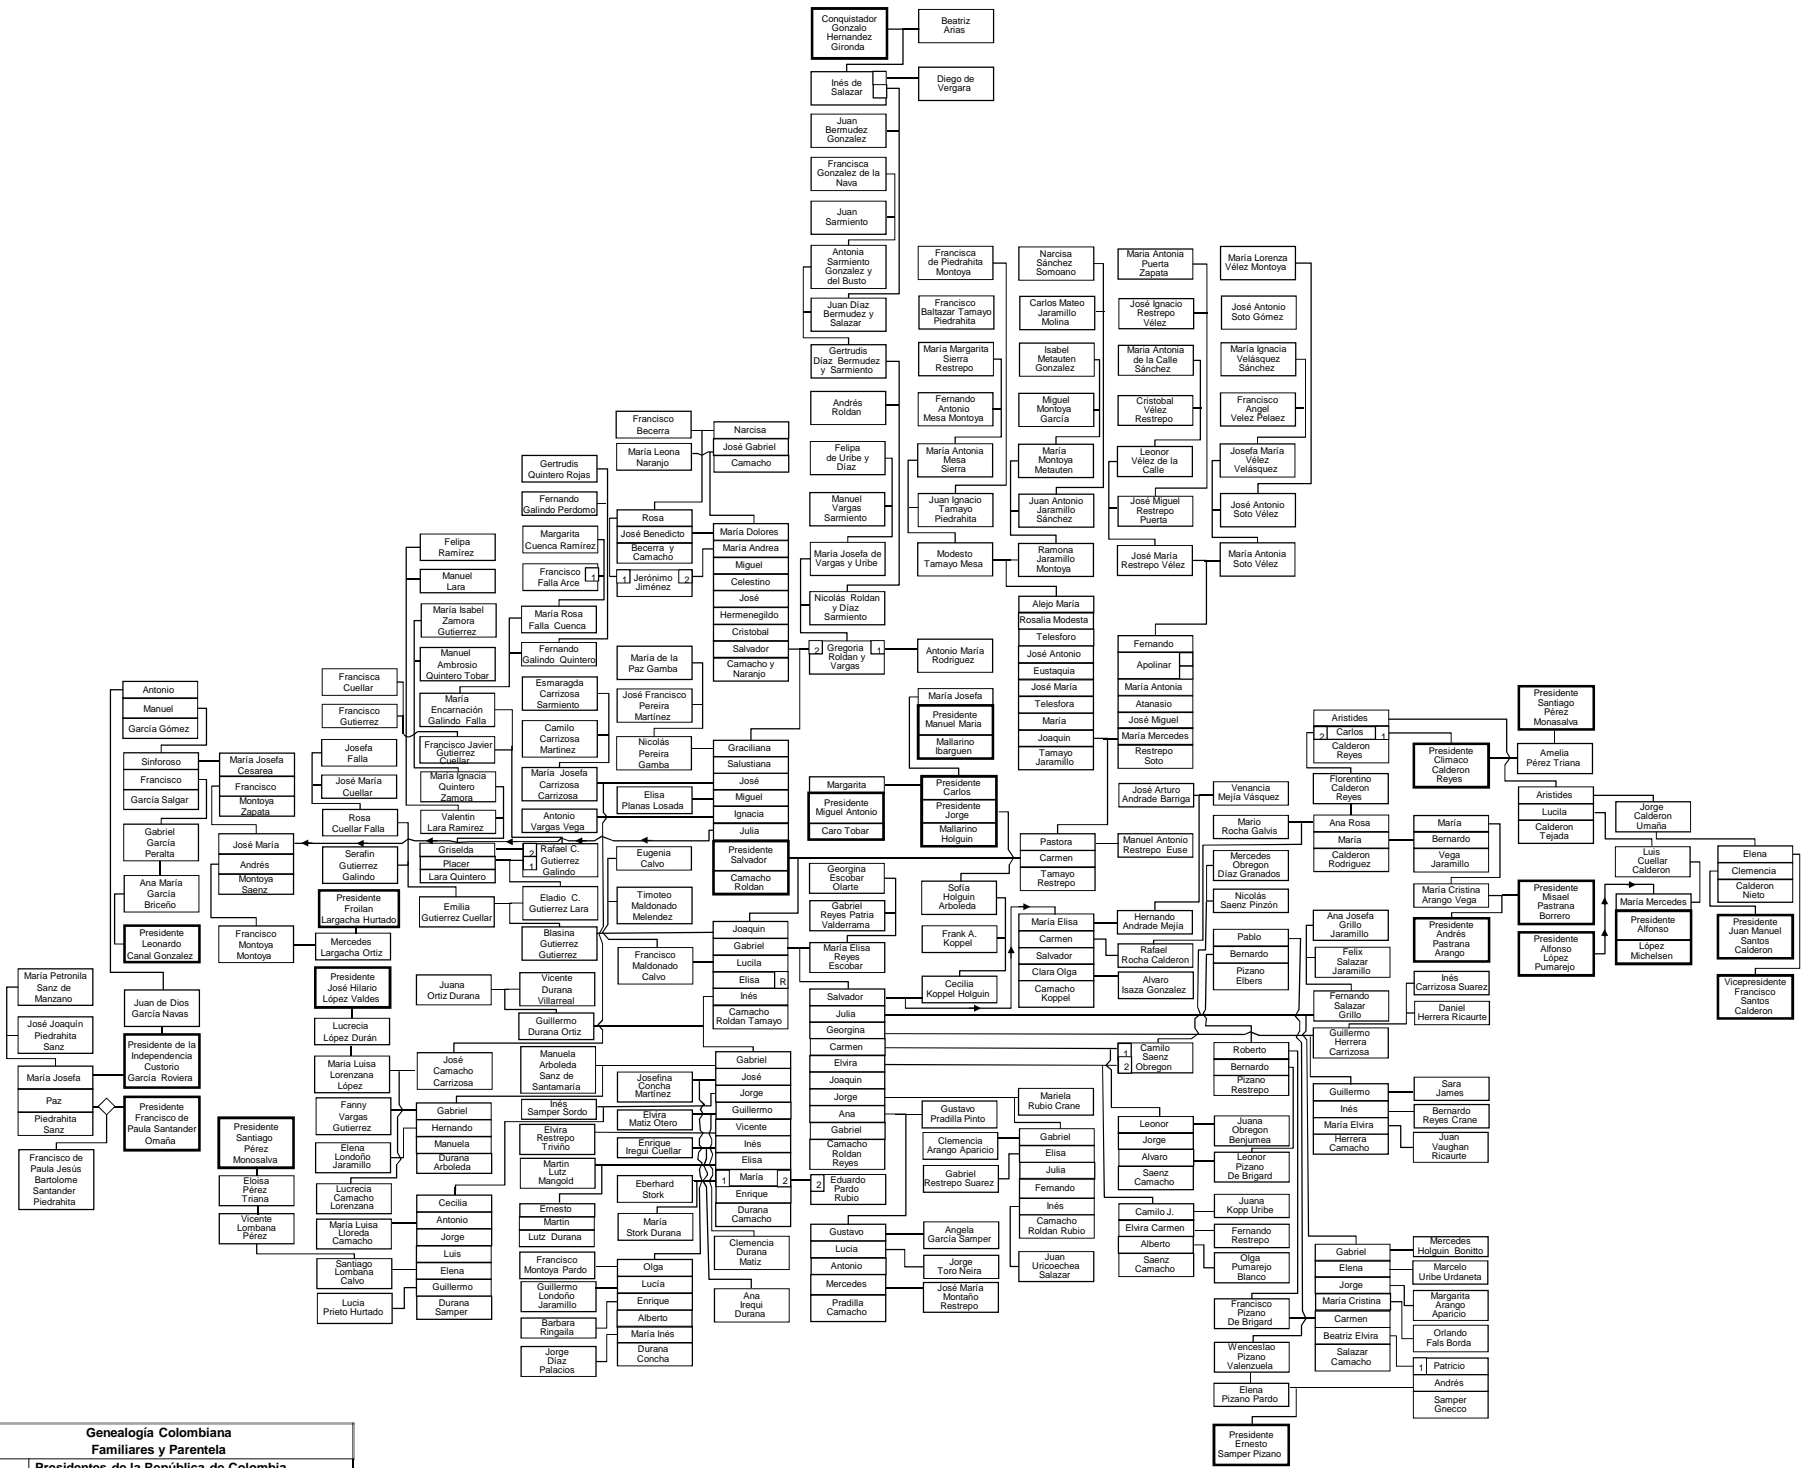 Conquistador
Gonzalo
Hernandez
Gironda
Beatriz
Arias
Inés de
Salazar
Diego de
Vergara
Juan
Bermudez
Gonzalez
Francisca
Gonzalez de la
Nava
Juan
Sarmiento
Antonia
Sarmiento
Gonzalez y
del Busto
Juan Díaz
Bermudez y
Salazar
Gertrudis
Díaz Bermudez
y Sarmiento
Andrés
Roldan
Felipa
de Uribe y
Díaz
Manuel
Vargas
Sarmiento
María Josefa de
Vargas y Uribe
Nicolás Roldan
y Díaz
Sarmiento
2
Gregoria
Roldan y
Vargas
1
Antonio María
Rodriguez
Francisca
de Piedrahita
Montoya
Francisco
Baltazar Tamayo
Piedrahita
María Margarita
Sierra
Restrepo
Fernando
Antonio
Mesa Montoya
María Antonia
Mesa
Sierra
Juan Ignacio
Tamayo
Piedrahita
Modesto
Tamayo Mesa
Narcisa
Sánchez
Somoano
Carlos Mateo
Jaramillo
Molina
Isabel
Metauten
Gonzalez
Miguel
Montoya
García
María
Montoya
Metauten
Juan Antonio
Jaramillo
Sánchez
Ramona
Jaramillo
Montoya
Maria Antonia
Puerta
Zapata
José Ignacio
Restrepo
Vélez
Maria Antonia
de la Calle
Sánchez
Cristobal
Vélez
Restrepo
Leonor
Vélez de la
Calle
José Miguel
Restrepo
Puerta
José María
Restrepo Vélez
María Lorenza
Vélez Montoya
José Antonio
Soto Gómez
María Ignacia
Velásquez
Sánchez
Francisco
Angel
Velez Pelaez
Josefa María
Vélez
Velásquez
José Antonio
Soto Vélez
María Antonia
Soto Vélez
Alejo María
Rosalia Modesta
Telesforo
José Antonio
Eustaquia
José María
Telesfora
María
Joaquin
Tamayo
Jaramillo
Fernando
Apolinar
María Antonia
Atanasio
José Miguel
María Mercedes
Restrepo
Soto
Francisco
Becerra
María Leona
Naranjo
Narcisa
José Gabriel
Camacho
Gertrudis
Quintero Rojas
Fernando
Galindo Perdomo
Margarita
Cuenca Ramírez
Francisco
Falla Arce
1
Rosa
José Benedicto
Becerra y
Camacho
1
Jerónimo
Jiménez
2
María Dolores
María Andrea
Miguel
Celestino
José
Hermenegildo
Cristobal
Salvador
Camacho y
Naranjo
María Rosa
Falla Cuenca
Fernando
Galindo Quintero
Felipa
Ramírez
Manuel
Lara
María Isabel
Zamora
Gutierrez
Manuel
Ambrosio
Quintero Tobar
María
Encarnación
Galindo Falla
Francisco Javier
Gutierrez
Cuellar
María Ignacia
Quintero
Zamora
Valentin
Lara Ramirez
Griselda
Placer
Lara Quintero
2
1
Rafael C.
Gutierrez
Galindo
Eladio C.
Gutierrez Lara
Blasina
Gutierrez
Gutierrez
Emilia
Gutierrez Cuellar
Esmaragda
Carrizosa
Sarmiento
Camilo
Carrizosa
Martinez
María Josefa
Carrizosa
Carrizosa
Antonio
Vargas Vega
María de la
Paz Gamba
José Francisco
Pereira
Martínez
Nicolás
Pereira
Gamba
Elisa
Planas Losada
Eugenia
Calvo
Timoteo
Maldonado
Melendez
Francisco
Maldonado
Calvo
Graciliana
Salustiana
José
Miguel
Ignacia
Julia
Presidente
Salvador
Camacho
Roldan
Francisca
Cuellar
Francisco
Gutierrez
Josefa
Falla
José María
Cuellar
Rosa
Cuellar Falla
Serafin
Gutierrez
Galindo
Presidente
Froilan
Largacha Hurtado
Mercedes
Largacha Ortiz
Presidente
José Hilario
López Valdes
Lucrecia
López Durán
Maria Luisa
Lorenzana
López
Antonio
Manuel
García Gómez
Sinforoso
Francisco
García Salgar
María Josefa
Cesarea
Francisco
Montoya
Zapata
Gabriel
García
Peralta
José María
Andrés
Montoya
Saenz
Ana María
García
Briceño
Presidente
Leonardo
Canal Gonzalez
Francisco
Montoya
María Petronila
Sanz de
Manzano
José Joaquín
Piedrahita
Sanz
Juan de Dios
García Navas
Presidente de la
Independencia
Custorio
García Roviera
María Josefa
Paz
Piedrahita
Sanz
Presidente
Francisco de
Paula Santander
Omaña
Francisco de
Paula Jesús
Bartolome
Santander
Piedrahita
Presidente
Santiago
Pérez
Monosalva
Eloisa
Pérez
Triana
Vicente
Lombana
Pérez
Santiago
Lombana
Calvo
María Josefa
Presidente
Manuel Maria
Mallarino
Ibarguen
Margarita
Presidente
Miguel Antonio
Caro Tobar
Presidente
Carlos
Presidente
Jorge
Mallarino
Holguin
José Arturo
Andrade Barriga
Venancia
Mejía Vásquez
Pastora
Carmen
Tamayo
Restrepo
Manuel Antonio
Restrepo Euse
Mario
Rocha Galvis
Mercedes
Obregon
Díaz Granados
Nicolás
Saenz Pinzón
Georgina
Escobar
Olarte
Gabriel
Reyes Patria
Valderrama
María Elisa
Reyes
Escobar
Sofía
Holguin
Arboleda
Frank A.
Koppel
Cecilia
Koppel Holguin
María Elisa
Carmen
Salvador
Clara Olga
Camacho
Koppel
Hernando
Andrade Mejía
Rafael
Rocha Calderon
Alvaro
Isaza Gonzalez
Pablo
Bernardo
Pizano
Elbers
Aristides
2
Carlos
1
Calderon
Reyes
Florentino
Calderon
Reyes
Ana Rosa
María
Calderon
Rodriguez
María
Bernardo
Vega
Jaramillo
María Cristina
Arango Vega
Presidente
Climaco
Calderon
Reyes
Presidente
Santiago
Pérez
Monasalva
Amelia
Pérez Triana
Aristides
Lucila
Calderon
Tejada
Jorge
Calderon
Umaña
Luis
Cuellar
Calderon
Elena
Clemencia
Calderon
Nieto
María Mercedes
Presidente
Alfonso
López
Michelsen
Presidente
Misael
Pastrana
Borrero
Presidente
Andrés
Pastrana
Arango
Presidente
Alfonso
López
Pumarejo
Presidente
Juan Manuel
Santos
Calderon
Vicepresidente
Francisco
Santos
Calderon
Ana Josefa
Grillo
Jaramillo
Felix
Salazar
Jaramillo
Fernando
Salazar
Grillo
Inés
Carrizosa Suarez
Daniel
Herrera Ricaurte
Guillermo
Herrera
Carrizosa
Joaquin
Gabriel
Lucila
Elisa
R
Inés
Camacho
Roldan Tamayo
Juana
Ortiz Durana
Vicente
Durana
Villarreal
Guillermo
Durana Ortiz
Salvador
Julia
Georgina
Carmen
Elvira
Joaquin
Jorge
Ana
Gabriel
Camacho
Roldan
Reyes
2
Eduardo
Pardo
Rubio
1
2
Camilo
Saenz
Obregon
Roberto
Bernardo
Pizano
Restrepo
Guillermo
Inés
María Elvira
Herrera
Camacho
Sara
James
Bernardo
Reyes Crane
Juan
Vaughan
Ricaurte
José
Camacho
Carrizosa
Manuela
Arboleda
Sanz de
Santamaría
Josefina
Concha
Martínez
Gabriel
José
Jorge
Guillermo
Vicente
Inés
Elisa
1
María
2
Enrique
Durana
Camacho
Fanny
Vargas
Gutierrez
Elena
Londoño
Jaramillo
Gabriel
Hernando
Manuela
Durana
Arboleda
Inés
Samper Sordo
Elvira
Restrepo
Triviño
Elvira
Matiz Otero
Enrique
Iregui Cuellar
Martin
Lutz
Mangold
Eberhard
Stork
María
Stork Durana
Ernesto
Martin
Lutz Durana
Lucrecia
Camacho
Lorenzana
María Luisa
Lloreda
Camacho
Lucia
Prieto Hurtado
Cecilia
Antonio
Jorge
Luis
Elena
Guillermo
Durana
Samper
Francisco
Montoya Pardo
Guillermo
Londoño
Jaramillo
Barbara
Ringaila
Jorge
Díaz
Palacios
Olga
Lucía
Enrique
Alberto
María Inés
Durana
Concha
Clemencia
Durana
Matiz
Ana
Irequi
Durana
Gustavo
Pradilla Pinto
Mariela
Rubio Crane
Clemencia
Arango Aparicio
Gabriel
Restrepo Suarez
Gabriel
Elisa
Julia
Fernando
Inés
Camacho
Roldan Rubio
Juan
Uricoechea
Salazar
Gustavo
Lucia
Antonio
Mercedes
Pradilla
Camacho
Angela
García Samper
Jorge
Toro Neira
José María
Montaño
Restrepo
Leonor
Jorge
Alvaro
Saenz
Camacho
Juana
Obregon
Benjumea
Leonor
Pizano
De Brigard
Camilo J.
Elvira Carmen
Alberto
Saenz
Camacho
Juana
Kopp Uribe
Fernando
Restrepo
Olga
Pumarejo
Blanco
Francisco
Pizano
De Brigard
Wenceslao
Pizano
Valenzuela
Elena
Pizano Pardo
Presidente
Ernesto
Samper Pizano
Gabriel
Elena
Jorge
María Cristina
Carmen
Beatriz Elvira
Salazar
Camacho
Mercedes
Holguin Bonitto
Marcelo
Uribe Urdaneta
Margarita
Arango
Aparicio
Orlando
Fals Borda
1
Patricio
Andrés
Samper
Gnecco
Genealogía Colombiana
Familiares y Parentela
Presidentes de la República de Colombia